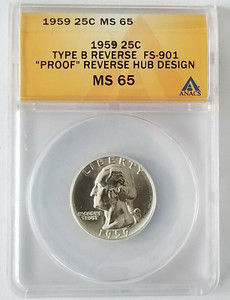 1959 25C MS 65
1959 25C
TYPE B REVERSE FS-901
"PROOF" REVERSE HUB DESIGN
MS 65
ANACS
LIBERTY
IN GOD WE
TRUST
1959